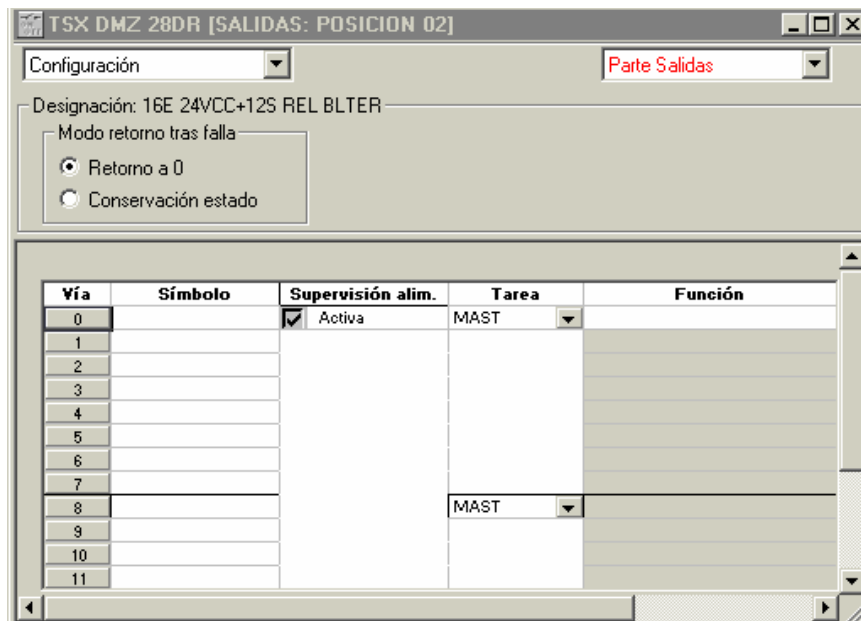 TSX DMZ 28DR [SALIDAS: POSICION 02]
Configuración Parte Salidas
Designación: 16E 24VCC+12S REL BLTER
Modo retorno tras falla
Retorno a 0
Conservación estado
Vía Símbolo Supervisión alim. Tarea Función
0 Activa MAST
1
2
3
4
5
6
7
8 MAST
9
10
11